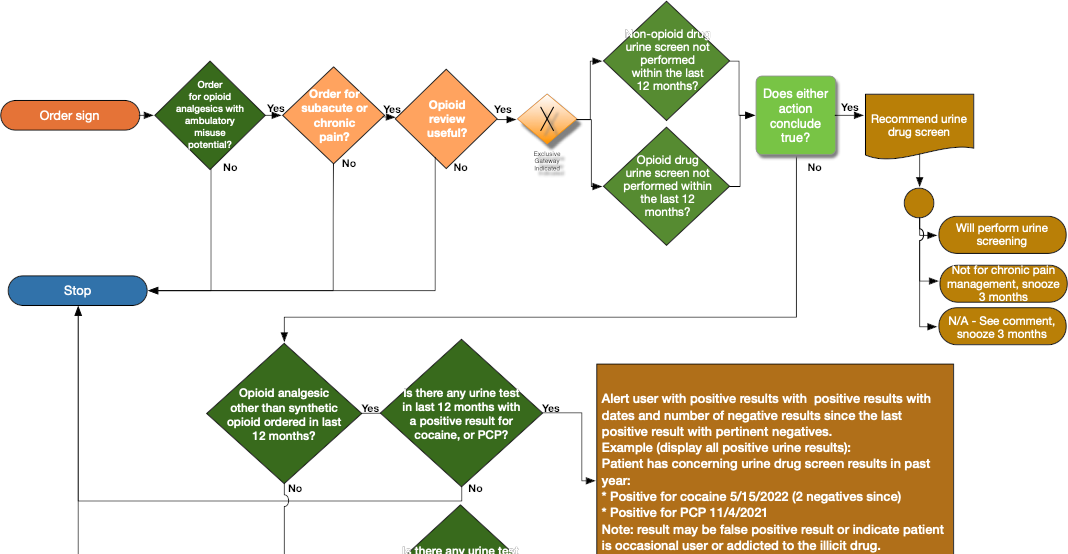 Order sign
Order
for opioid
analgesics with
ambulatory
misuse
potential?
Yes
No
Order for
subacute or
chronic
pain?
Yes
No
Opioid
review
useful?
Yes
No
X
Exclusive
Gateway
Indicated
Non-opioid drug
urine screen not
performed
within the last
12 months?
Opioid drug
urine screen not
performed within
the last 12
months?
Does either
action
conclude
true?
Yes
No
Recommend urine
drug screen
Will perform urine
screening
Not for chronic pain
management, snooze
3 months
N/A - See comment,
snooze 3 months
Stop
Opioid analgesic
other than synthetic
opioid ordered in last
12 months?
Yes
No
Is there any urine test
in last 12 months with
a positive result for
cocaine, or PCP?
Yes
No
Alert user with positive results with  positive results with
dates and number of negative results since the last
positive result with pertinent negatives.
Example (display all positive urine results):
Patient has concerning urine drug screen results in past
year:
* Positive for cocaine 5/15/2022 (2 negatives since)
* Positive for PCP 11/4/2021
Note: result may be false positive result or indicate patient
is occasional user or addicted to the illicit drug.
Is there any urine test